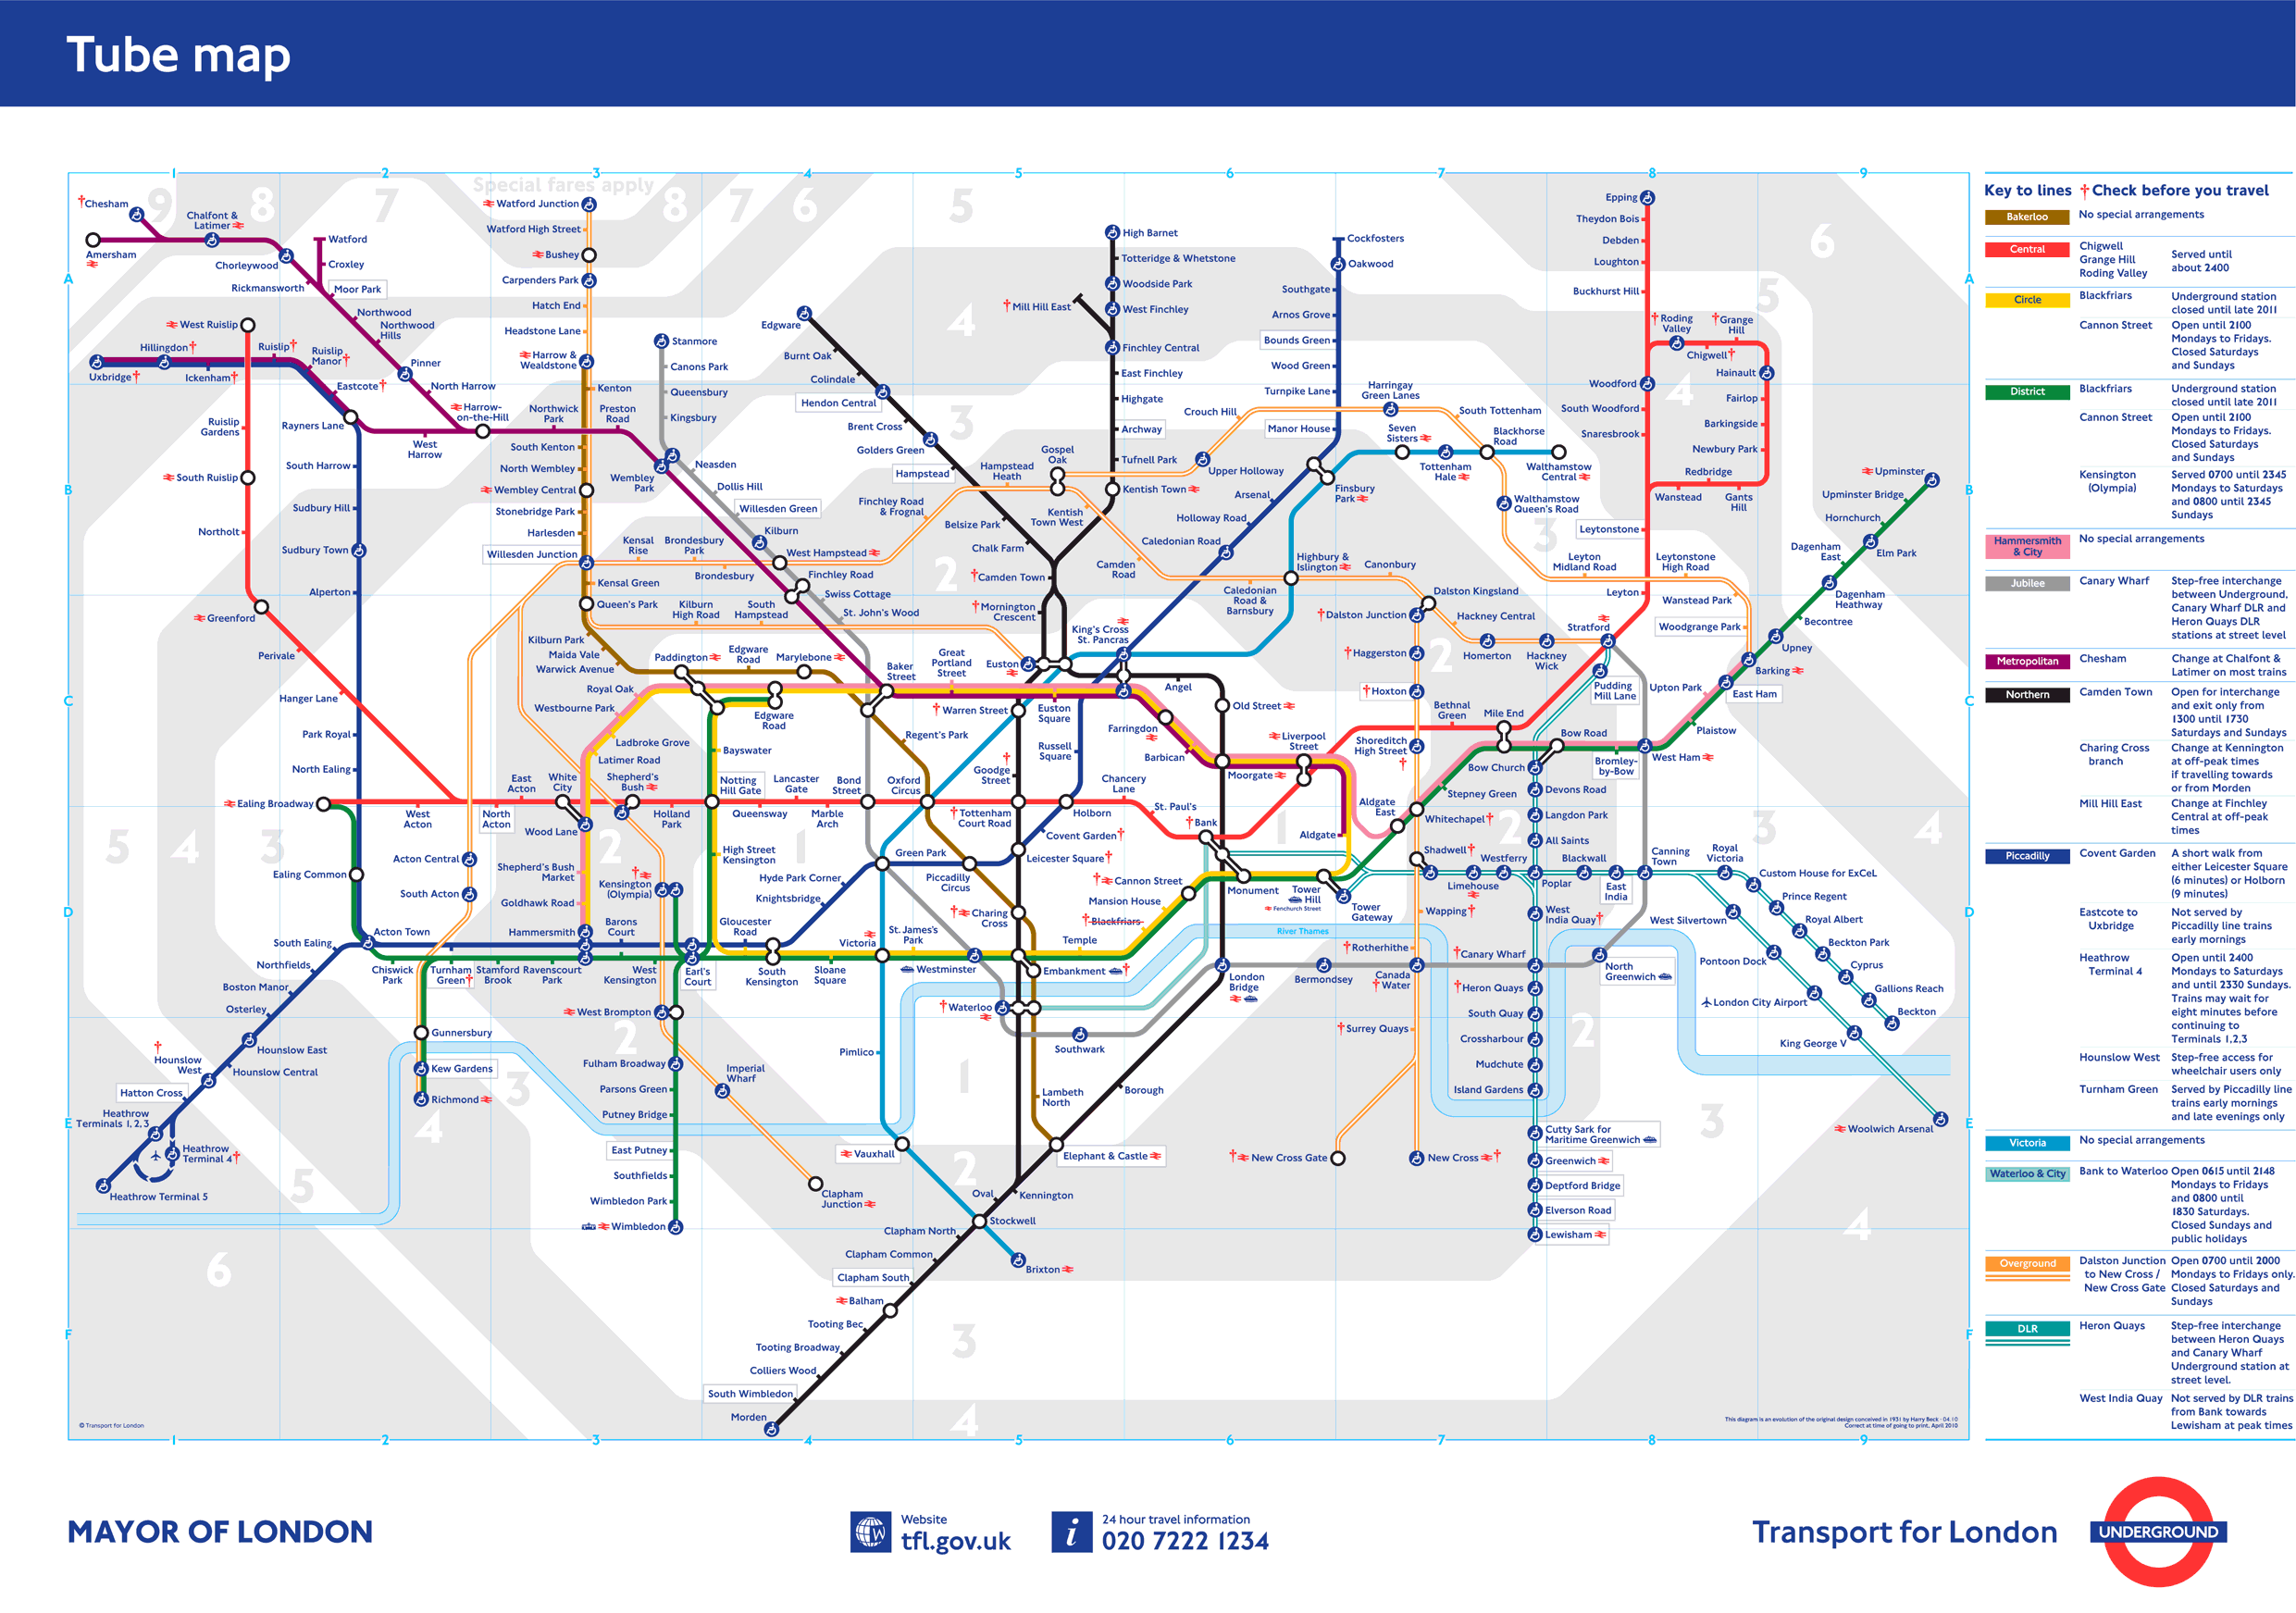 Tube map
1
2
3
4
5
6
7
8
9
9
8
7
Special fares apply
8
7
6
5
6
†Chesham
Chalfont &
Latimer
Amersham
Chorleywood
Rickmansworth
Watford
Croxley
Moor Park
Northwood
Northwood
Hills
Pinner
North Harrow
Harrow-
on-the-Hill
Northwick
Park
Preston
Road
West
Harrow
Rayners Lane
Eastcote†
Ruislip
Manor†
Ruislip†
Ickenham†
Hillingdon†
Uxbridge†
West Ruislip
Ruislip
Gardens
South Ruislip
Northolt
Greenford
Perivale
Hanger Lane
South Harrow
Sudbury Hill
Sudbury Town
Alperton
Park Royal
North Ealing
Ealing Broadway
Ealing Common
Watford Junction
Watford High Street
Bushey
Carpenders Park
Hatch End
Headstone Lane
Harrow &
Wealdstone
Kenton
South Kenton
North Wembley
Wembley Central
Stonebridge Park
Harlesden
Willesden Junction
Kensal Green
Queen's Park
Kilburn Park
Maida Vale
Warwick Avenue
Kensal
Rise
Brondesbury
Park
Brondesbury
Kilburn
High Road
South
Hampstead
Stanmore
Canons Park
Queensbury
Kingsbury
Wembley
Park
Neasden
Dollis Hill
Willesden Green
Kilburn
West Hampstead
Finchley Road
Swiss Cottage
St. John's Wood
Edgware
Burnt Oak
Colindale
Hendon Central
Brent Cross
Golders Green
Hampstead
Belsize Park
Chalk Farm
†Camden Town
†Mornington
Crescent
Finchley Road
& Frognal
Hampstead
Heath
Gospel
Oak
Kentish
Town West
Camden
Road
High Barnet
Totteridge & Whetstone
Woodside Park
West Finchley
†Mill Hill East
Finchley Central
East Finchley
Highgate
Archway
Tufnell Park
Kentish Town
Cockfosters
Oakwood
Southgate
Arnos Grove
Bounds Green
Wood Green
Turnpike Lane
Manor House
Finsbury
Park
Arsenal
Holloway Road
Caledonian Road
Crouch Hill
Upper Holloway
Harringay
Green Lanes
South Tottenham
Seven
Sisters
Tottenham
Hale
Blackhorse
Road
Walthamstow
Central
Walthamstow
Queen's Road
Leyton
Midland Road
Leytonstone
High Road
Wanstead Park
Woodgrange Park
Highbury &
Islington
Canonbury
Caledonian
Road &
Barnsbury
Dalston Kingsland
†Dalston Junction
Hackney Central
Homerton
Hackney
Wick
†Haggerston
†Hoxton
Shoreditch
High Street
†
Epping
Theydon Bois
Debden
Loughton
Buckhurst Hill
†Roding
Valley
†Grange
Hill
Chigwell†
Hainault
Woodford
South Woodford
Snaresbrook
Fairlop
Barkingside
Newbury Park
Redbridge
Wanstead
Gants
Hill
Leytonstone
Leyton
Stratford
Pudding
Mill Lane
Upminster
Upminster Bridge
Hornchurch
Elm Park
Dagenham
East
Dagenham
Heathway
Becontree
Upney
Barking
East Ham
Upton Park
Plaistow
West Ham
Bromley-
by-Bow
Bow Road
Bow Church
Mile End
Bethnal
Green
Stepney Green
Whitechapel†
Aldgate
East
Aldgate
Liverpool
Street
Moorgate
Barbican
Farringdon
King's Cross
St. Pancras
Euston
Euston
Square
Great
Portland
Street
Baker
Street
Marylebone
Edgware
Road
Paddington
Edgware
Road
Royal Oak
Westbourne Park
Ladbroke Grove
Latimer Road
Angel
Old Street
†Warren Street
†
Goodge
Street
Russell
Square
Regent's Park
Bayswater
Notting
Hill Gate
Queensway
Lancaster
Gate
Marble
Arch
Bond
Street
Oxford
Circus
†Tottenham
Court Road
Holborn
Chancery
Lane
St. Paul's
†Bank
West
Acton
North
Acton
East
Acton
White
City
Wood Lane
Shepherd's
Bush
Holland
Park
Shepherd's Bush
Market
Goldhawk Road
Hammersmith
Kensington
(Olympia)
†
High Street
Kensington
Acton Central
South Acton
Acton Town
South Ealing
Northfields
Boston Manor
Osterley
Hounslow East
Hounslow Central
†
Hounslow
West
Hatton Cross
Heathrow
Terminals 1, 2, 3
Heathrow
Terminal 4†
Heathrow Terminal 5
Chiswick
Park
Turnham
Green†
Stamford
Brook
Ravenscourt
Park
Barons
Court
West
Kensington
Earl's
Court
Gloucester
Road
South
Kensington
Sloane
Square
Knightsbridge
Hyde Park Corner
Green Park
Piccadilly
Circus
Leicester Square†
Covent Garden†
†Charing
Cross
Victoria
St. James's
Park
Westminster
Embankment†
Temple
†Blackfriars
Mansion House
†Cannon Street
Monument
Tower
Hill
Fenchurch Street
Tower
Gateway
Gunnersbury
Kew Gardens
Richmond
West Brompton
Fulham Broadway
Parsons Green
Putney Bridge
East Putney
Southfields
Wimbledon Park
Wimbledon
Imperial
Wharf
Clapham
Junction
Pimlico
Vauxhall
Stockwell
Brixton
†Waterloo
Southwark
Lambeth
North
Elephant & Castle
Kennington
Oval
Borough
London
Bridge
Bermondsey
Clapham North
Clapham Common
Clapham South
Balham
Tooting Bec
Tooting Broadway
Colliers Wood
South Wimbledon
Morden
River Thames
Shadwell†
Wapping†
†Rotherhithe
Canada
†Water
†Surrey Quays
†New Cross Gate
New Cross†
Limehouse
Westferry
Poplar
Blackwall
East
India
Canning
Town
Royal
Victoria
Custom House for ExCeL
Prince Regent
Royal Albert
Beckton Park
Cyprus
Gallions Reach
Beckton
West Silvertown
Pontoon Dock
London City Airport
King George V
Woolwich Arsenal
Devons Road
Langdon Park
All Saints
West
India Quay†
†Canary Wharf
North
Greenwich
†Heron Quays
South Quay
Crossharbour
Mudchute
Island Gardens
Cutty Sark for
Maritime Greenwich
Greenwich
Deptford Bridge
Elverson Road
Lewisham
© Transport for London
This diagram is an evolution of the original design conceived in 1931 by Harry Beck · 04.10
Correct at time of going to print, April 2010
A
B
C
D
E
F
A
B
C
D
E
F
1
2
3
4
5
6
7
8
9
Key to lines †Check before you travel
Bakerloo
No special arrangements
Central
Chigwell
Grange Hill
Roding Valley
Served until
about 2400
Circle
Blackfriars
Underground station
closed until late 2011
Cannon Street
Open until 2100
Mondays to Fridays.
Closed Saturdays
and Sundays
District
Blackfriars
Underground station
closed until late 2011
Cannon Street
Open until 2100
Mondays to Fridays.
Closed Saturdays
and Sundays
Kensington
(Olympia)
Served 0700 until 2345
Mondays to Saturdays
and 0800 until 2345
Sundays
Hammersmith
& City
No special arrangements
Jubilee
Canary Wharf
Step-free interchange
between Underground,
Canary Wharf DLR and
Heron Quays DLR
stations at street level
Metropolitan
Chesham
Change at Chalfont &
Latimer on most trains
Northern
Camden Town
Open for interchange
and exit only from
1300 until 1730
Saturdays and Sundays
Charing Cross
branch
Change at Kennington
at off-peak times
if travelling towards
or from Morden
Mill Hill East
Change at Finchley
Central at off-peak
times
Piccadilly
Covent Garden
A short walk from
either Leicester Square
(6 minutes) or Holborn
(9 minutes)
Eastcote to
Uxbridge
Not served by
Piccadilly line trains
early mornings
Heathrow
Terminal 4
Open until 2400
Mondays to Saturdays
and until 2330 Sundays.
Trains may wait for
eight minutes before
continuing to
Terminals 1,2,3
Hounslow West
Step-free access for
wheelchair users only
Turnham Green
Served by Piccadilly line
trains early mornings
and late evenings only
Victoria
No special arrangements
Waterloo & City
Bank to Waterloo
Open 0615 until 2148
Mondays to Fridays
and 0800 until
1830 Saturdays.
Closed Sundays and
public holidays
Overground
Dalston Junction
to New Cross /
New Cross Gate
Open 0700 until 2000
Mondays to Fridays only.
Closed Saturdays and
Sundays
DLR
Heron Quays
Step-free interchange
between Heron Quays
and Canary Wharf
Underground station at
street level.
West India Quay
Not served by DLR trains
from Bank towards
Lewisham at peak times
MAYOR OF LONDON
Website
tfl.gov.uk
24 hour travel information
020 7222 1234
Transport for London
UNDERGROUND